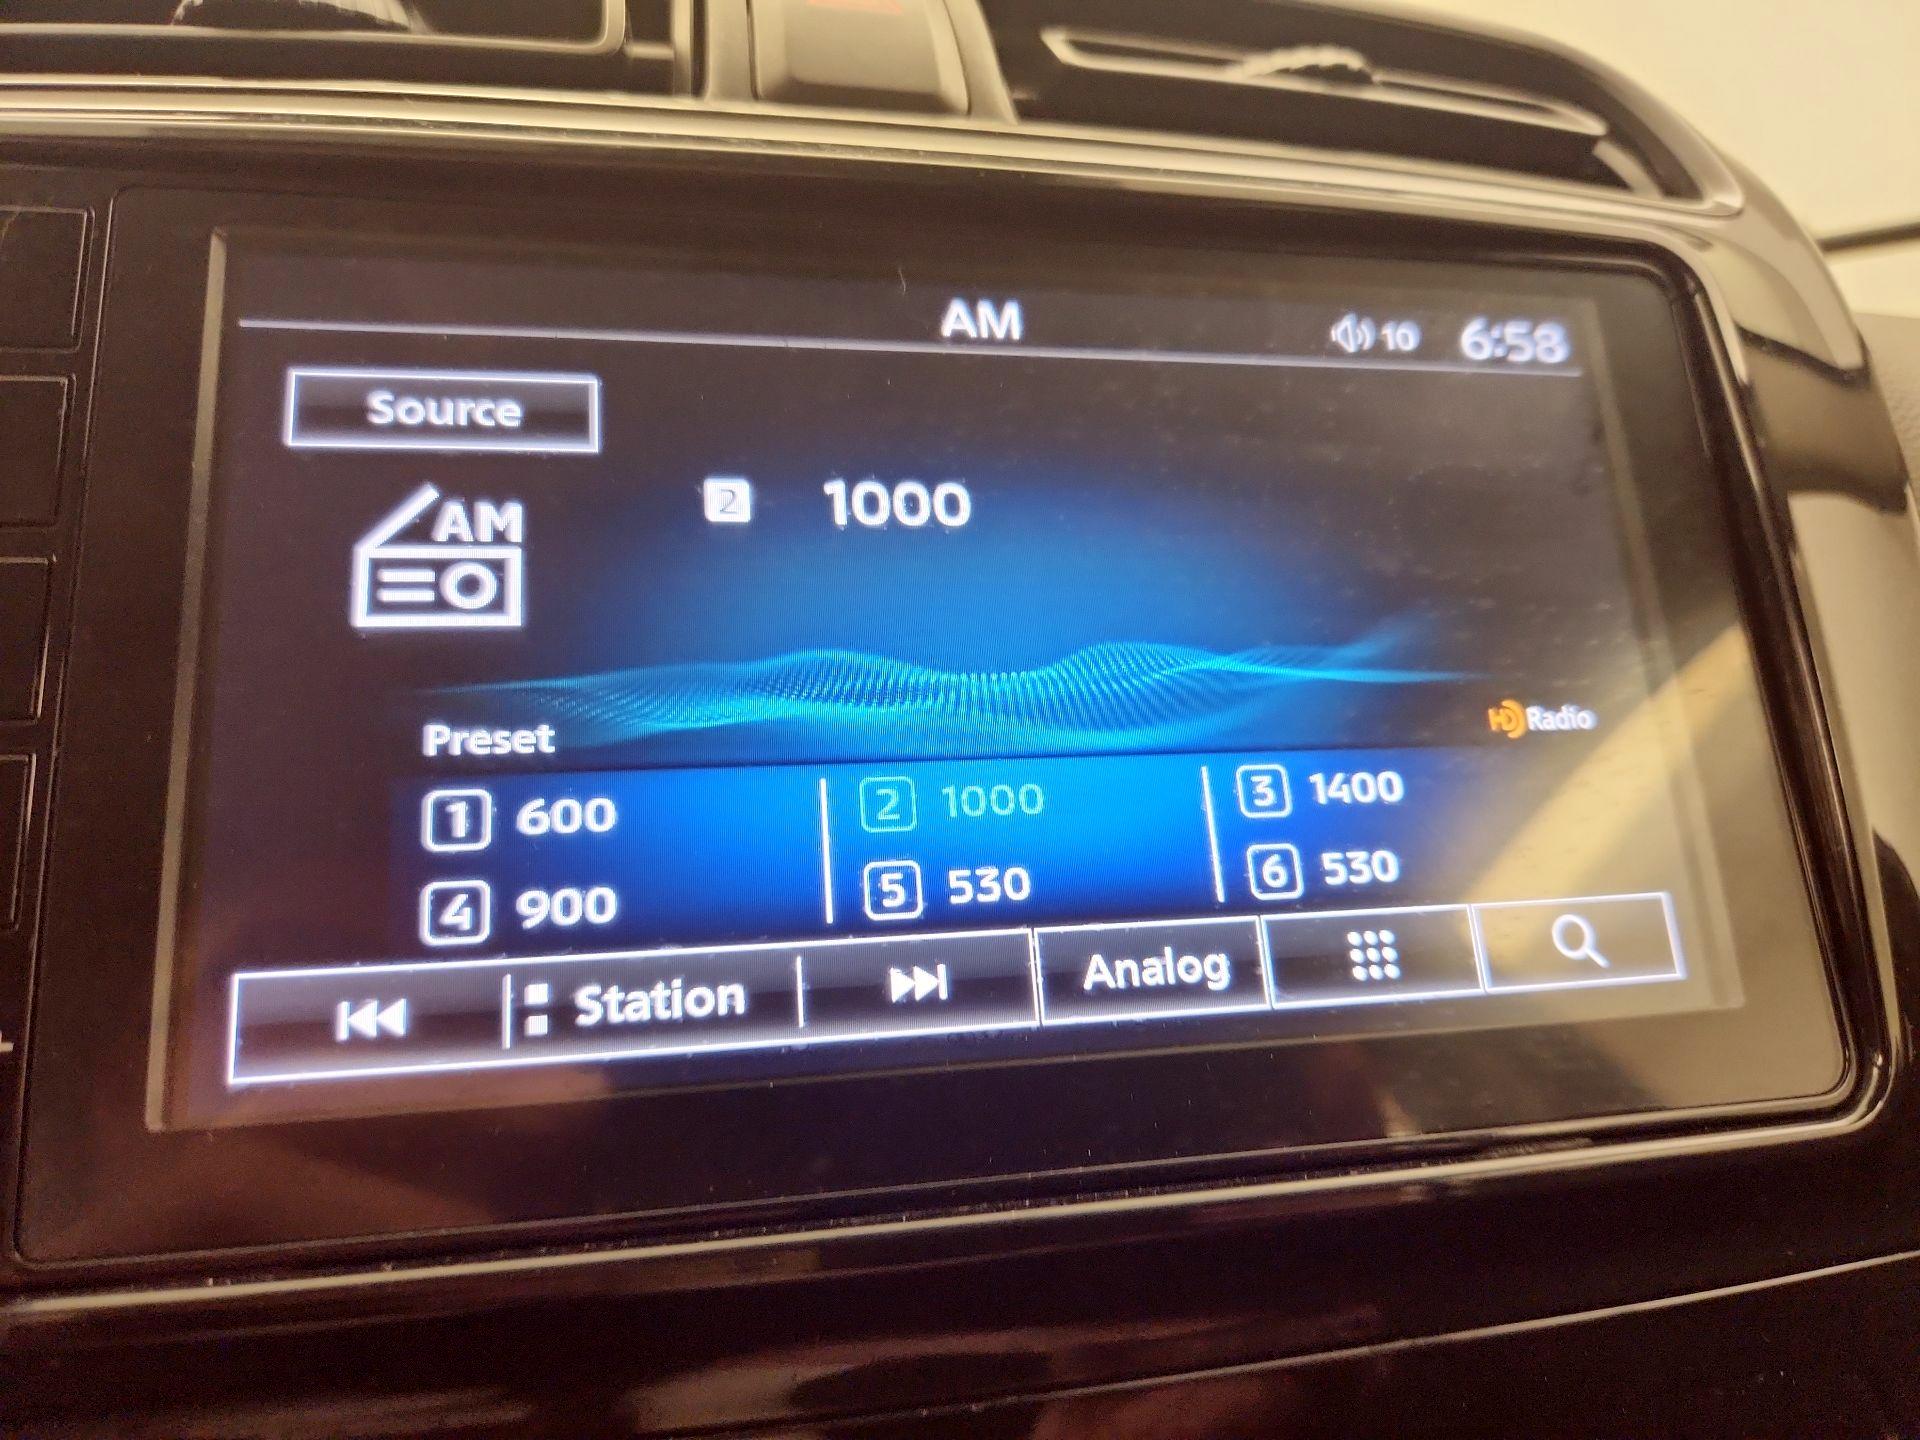 AM 10 6:58
Source
AM
2 1000
Preset
HD Radio
1 600 2 1000 3 1400
4 900 5 530 6 530
Station Analog